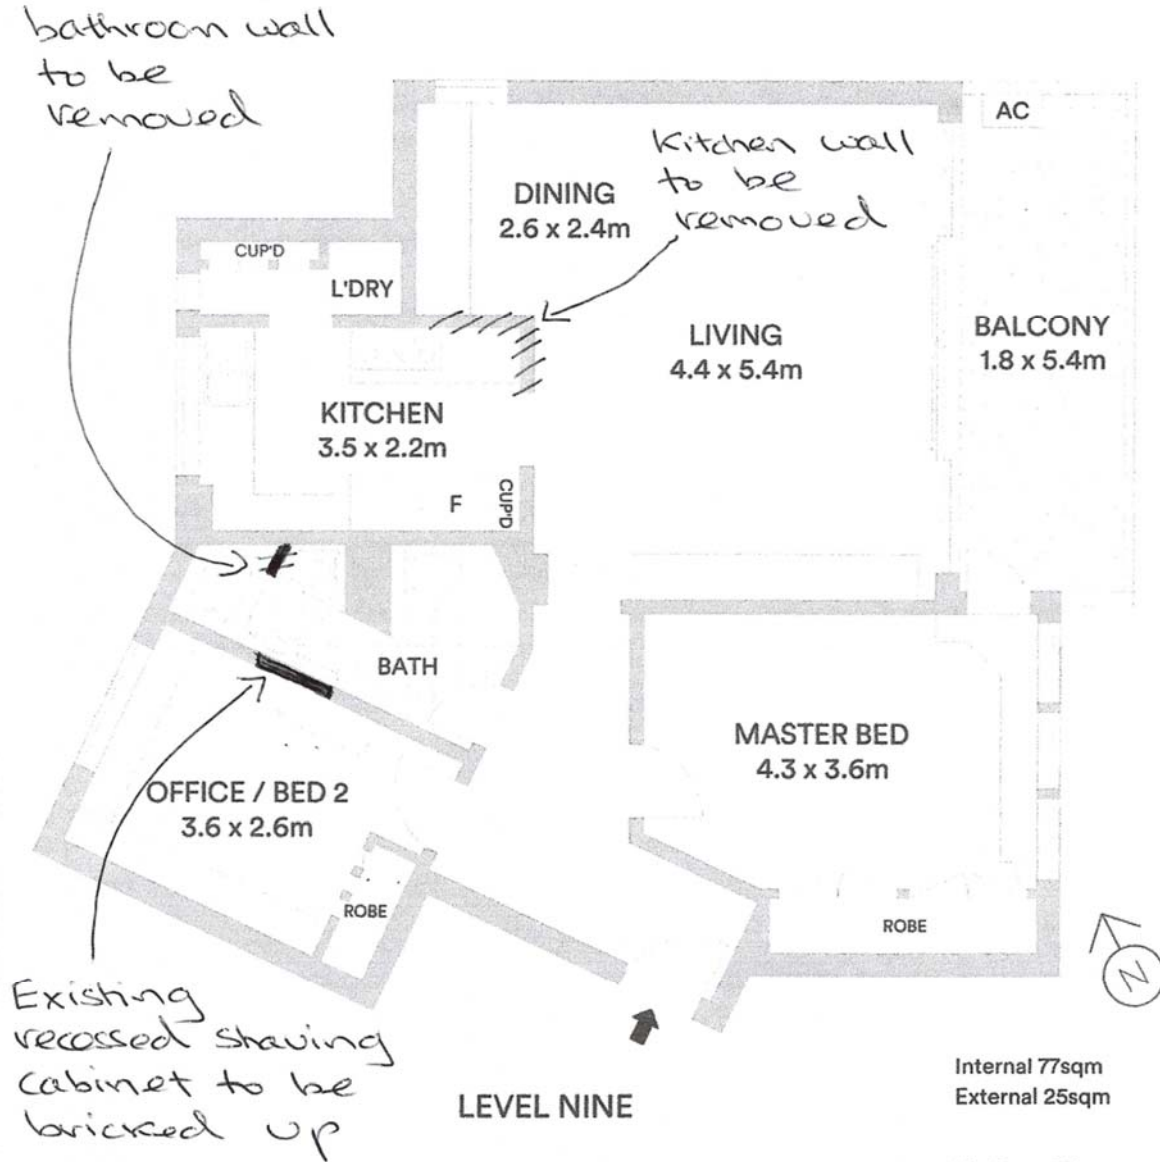 bathroom wall
to be
removed
AC
Kitchen wall
to be
removed
DINING
2.6 x 2.4m
CUP'D
L'DRY
LIVING
4.4 x 5.4m
BALCONY
1.8 x 5.4m
KITCHEN
3.5 x 2.2m
F
CUP'D
BATH
MASTER BED
4.3 x 3.6m
OFFICE / BED 2
3.6 x 2.6m
ROBE
ROBE
N
Existing
recessed shaving
cabinet to be
bricked up
LEVEL NINE
Internal 77sqm
External 25sqm